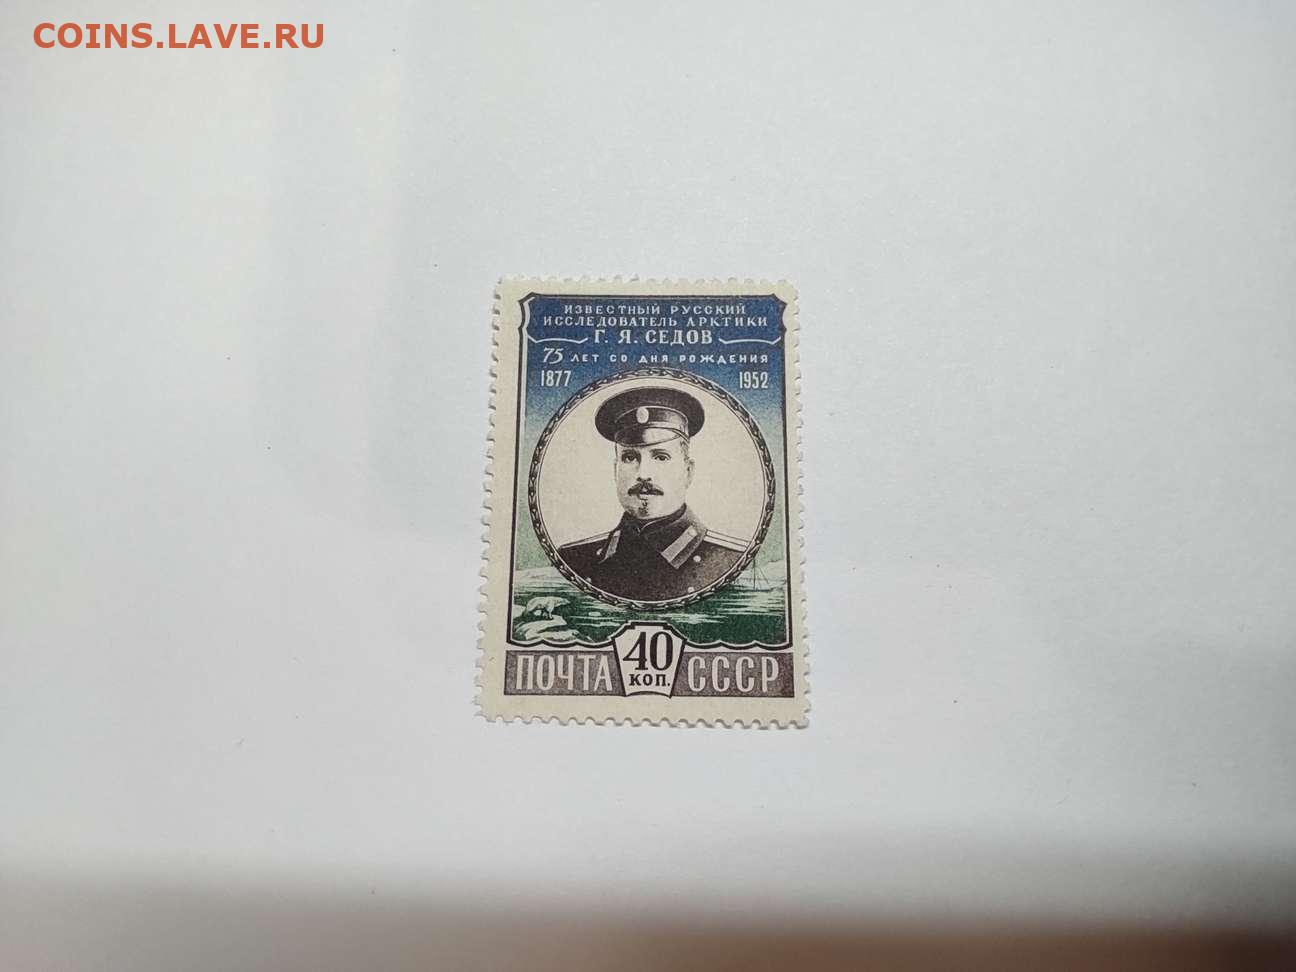 COINS.LAVE.RU
ИЗВЕСТНЫЙ РУССКИЙ
ИССЛЕДОВАТЕЛЬ АРКТИКИ
Г. Я. СЕДОВ
75 ЛЕТ СО ДНЯ РОЖДЕНИЯ
1877 1952
ПОЧТА 40 КОП. СССР